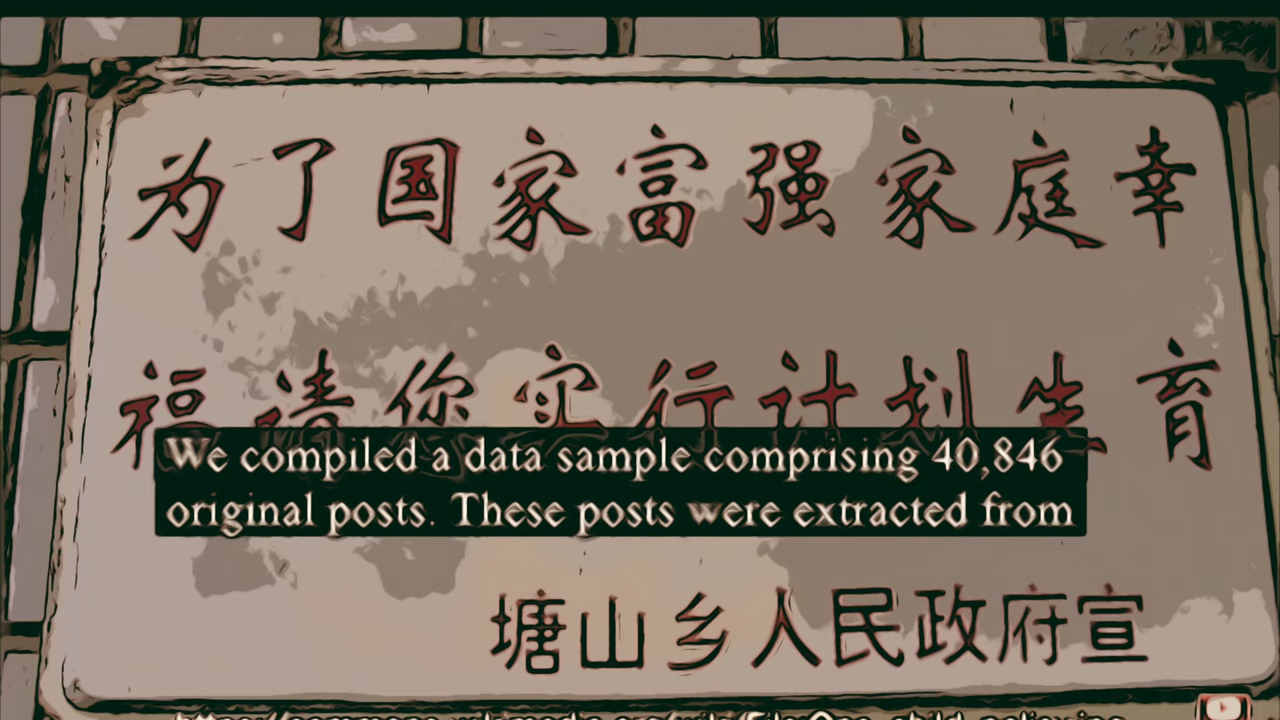 为了国家富强家庭幸
福请你实行计划生育
We compiled a data sample comprising 40,846
original posts. These posts were extracted from
塘山乡人民政府宣